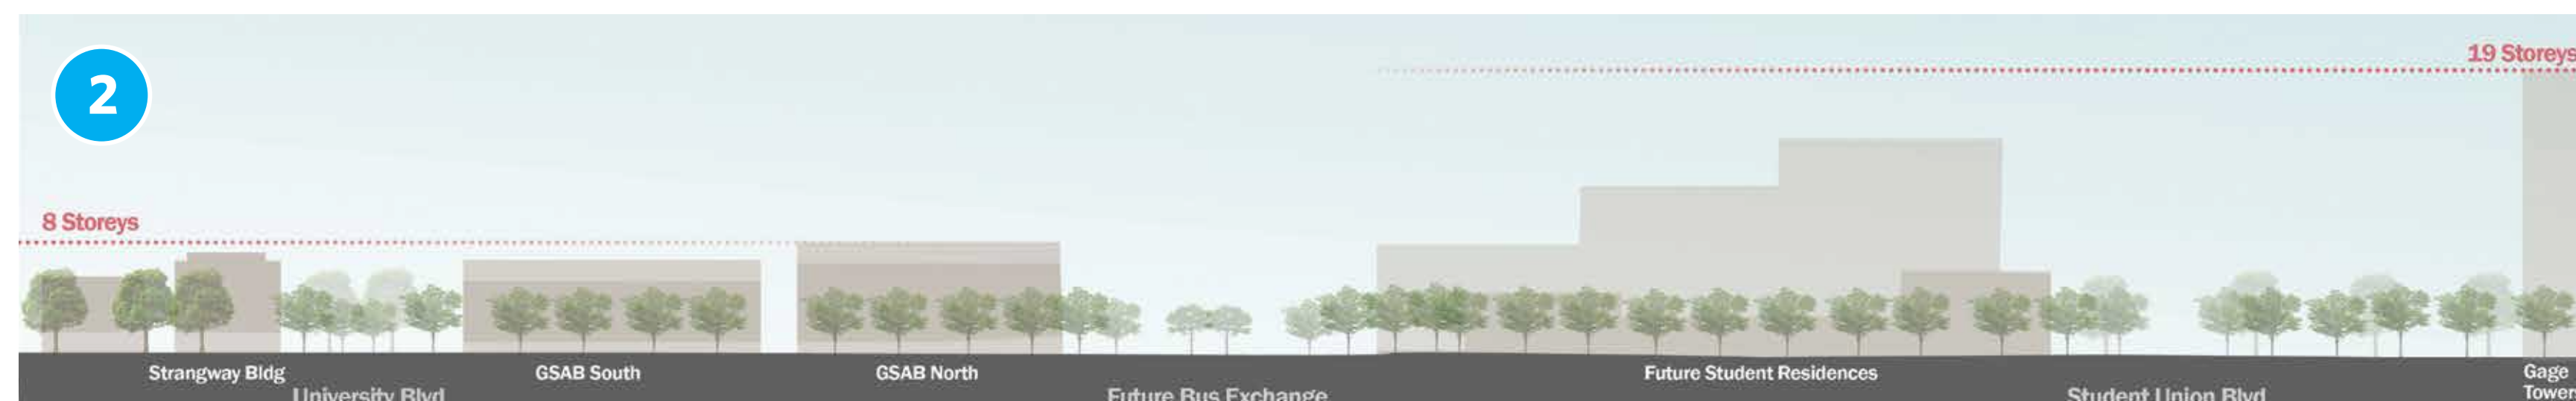 2
19 Storeys
8 Storeys
Strangway Bldg
GSAB South
GSAB North
Future Student Residences
Gage
Tower
University Blvd
Future Bus Exchange
Student Union Blvd